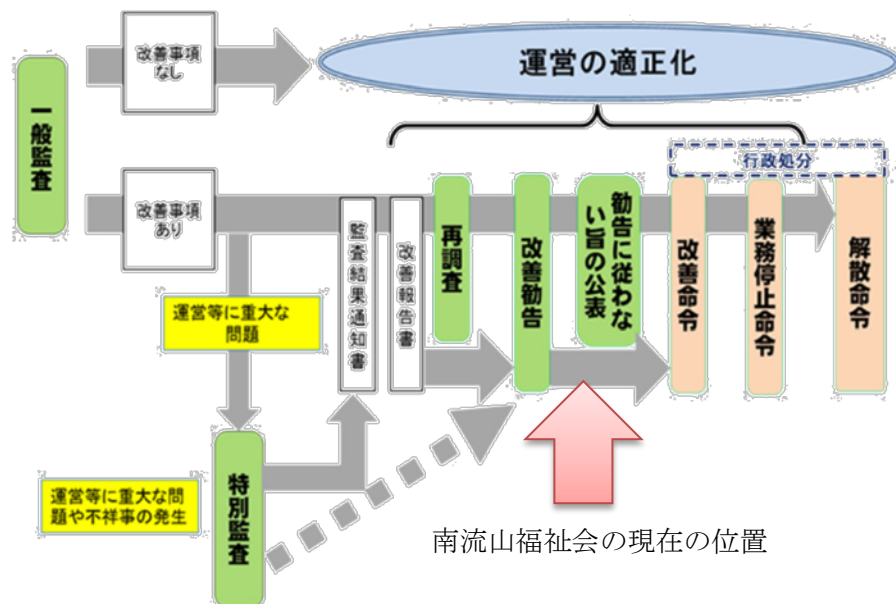 改善事項
なし
運営の適正化
一般監査
行政処分
改善事項
あり
監査結果通知書
改善報告書
再調査
改善勧告
勧告に従わな
い旨の公表
改善命令
業務停止命令
解散命令
運営等に重大な
問題
特別監査
運営等に重大な問
題や不祥事の発生
南流山福祉会の現在の位置